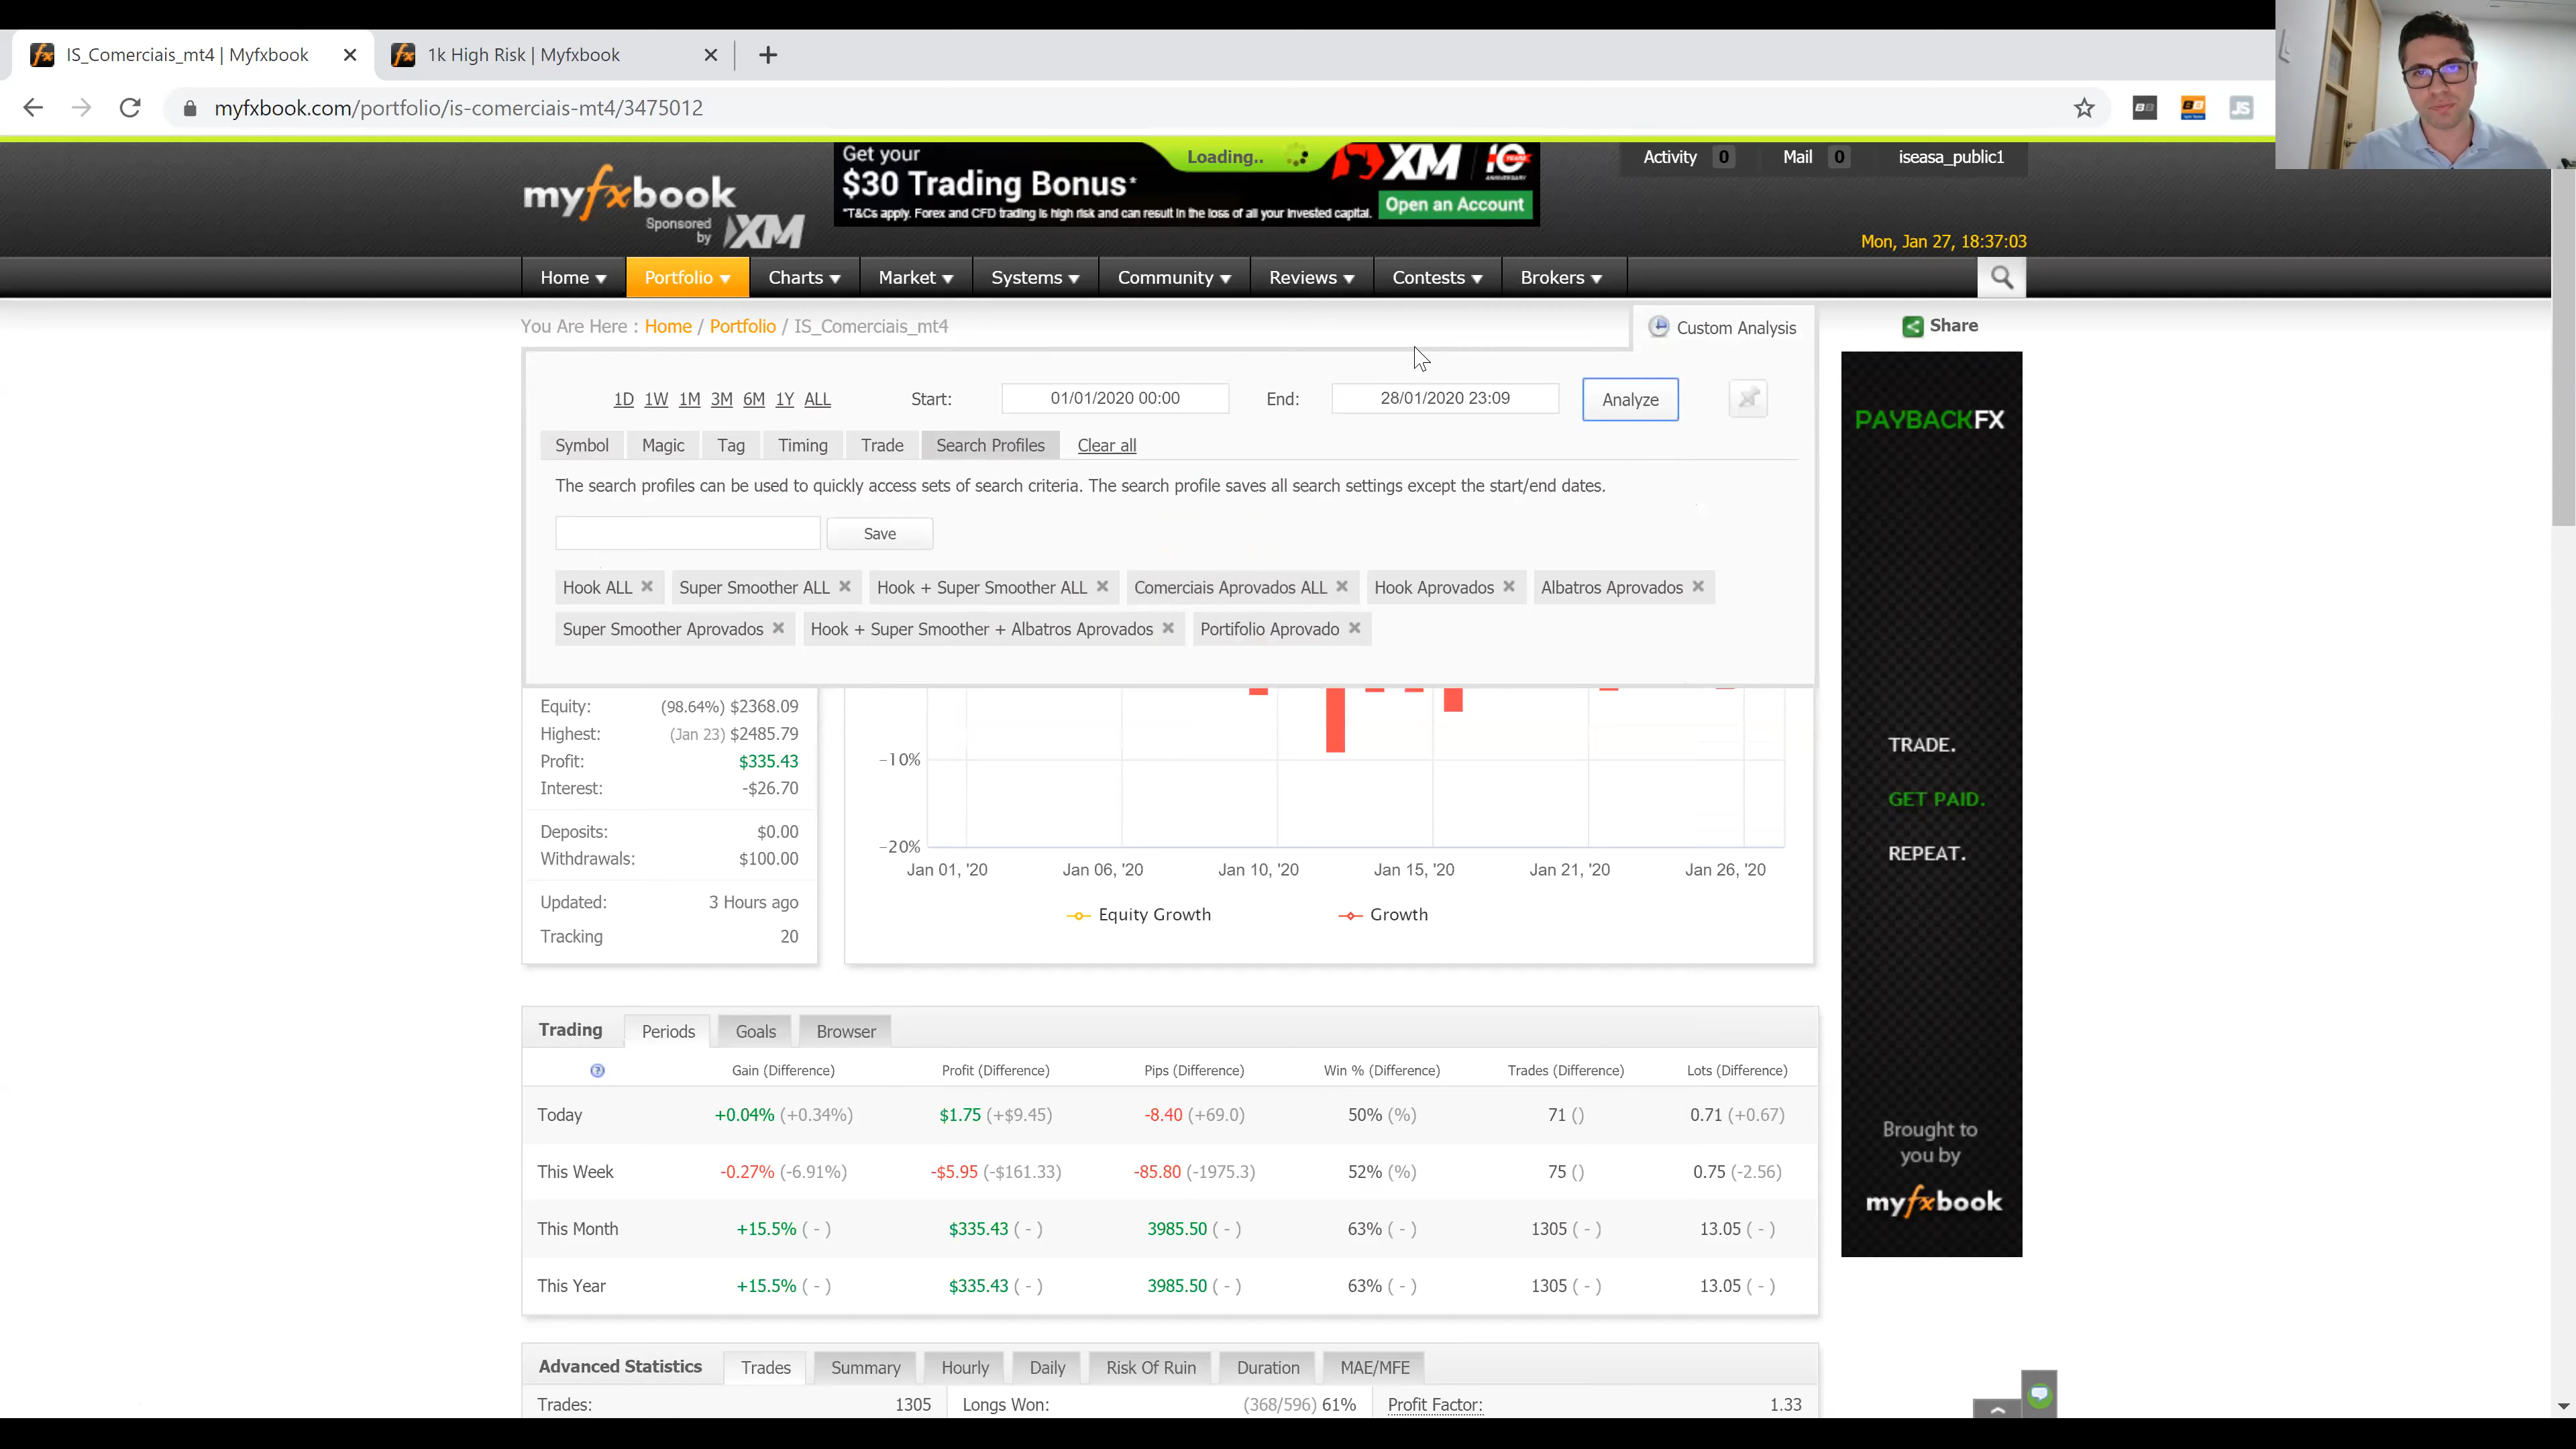 IS_Comerciais_mt4 | Myfxbook
1k High Risk | Myfxbook
myfxbook.com/portfolio/is-comerciais-mt4/3475012
JS
myfxbook
Sponsored by XM
Get your
$30 Trading Bonus*
*T&Cs apply. Forex and CFD trading is high risk and can result in the loss of all your invested capital.
Loading..
XM
10
Open an Account
Activity 0 Mail 0 iseasa_public1
Mon, Jan 27, 18:37:03
Home Portfolio Charts Market Systems Community Reviews Contests Brokers
You Are Here : Home / Portfolio / IS_Comerciais_mt4
Custom Analysis
Share
1D 1W 1M 3M 6M 1Y ALL Start: 01/01/2020 00:00 End: 28/01/2020 23:09 Analyze
Symbol Magic Tag Timing Trade Search Profiles Clear all
The search profiles can be used to quickly access sets of search criteria. The search profile saves all search settings except the start/end dates.
Save
Hook ALL Super Smoother ALL Hook + Super Smoother ALL Comerciais Aprovados ALL Hook Aprovados Albatros Aprovados
Super Smoother Aprovados Hook + Super Smoother + Albatros Aprovados Portifolio Aprovado
Equity: (98.64%) $2368.09
Highest: (Jan 23) $2485.79
Profit: $335.43
Interest: -$26.70
Deposits: $0.00
Withdrawals: $100.00
Updated: 3 Hours ago
Tracking 20
-10%
-20%
Jan 01, '20 Jan 06, '20 Jan 10, '20 Jan 15, '20 Jan 21, '20 Jan 26, '20
Equity Growth Growth
PAYBACKFX
TRADE.
GET PAID.
REPEAT.
Brought to
you by
myfxbook
Trading Periods Goals Browser
Gain (Difference) Profit (Difference) Pips (Difference) Win % (Difference) Trades (Difference) Lots (Difference)
Today +0.04% (+0.34%) $1.75 (+$9.45) -8.40 (+69.0) 50% (%) 71 () 0.71 (+0.67)
This Week -0.27% (-6.91%) -$5.95 (-$161.33) -85.80 (-1975.3) 52% (%) 75 () 0.75 (-2.56)
This Month +15.5% ( - ) $335.43 ( - ) 3985.50 ( - ) 63% ( - ) 1305 ( - ) 13.05 ( - )
This Year +15.5% ( - ) $335.43 ( - ) 3985.50 ( - ) 63% ( - ) 1305 ( - ) 13.05 ( - )
Advanced Statistics Trades Summary Hourly Daily Risk Of Ruin Duration MAE/MFE
Trades: 1305 Longs Won: (368/596) 61% Profit Factor: 1.33